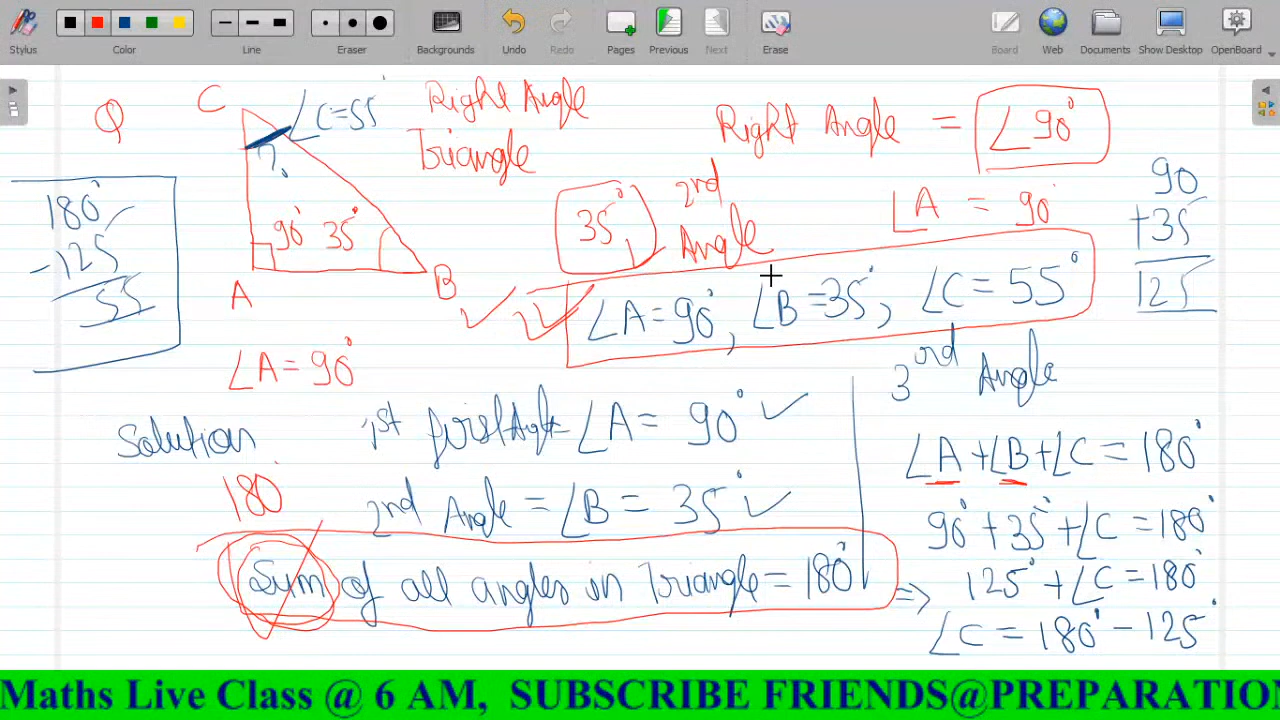 Stylus
Color
Line
Eraser
Backgrounds
Undo
Redo
Pages
Previous
Next
Erase
Board
Web
Documents
Show Desktop
OpenBoard
Q
C
∠C=55°
?
90° 35°
A
B
∠A=90°
Right Angle
Triangle
Right Angle = ∠90°
35°
2nd
Angle
∠A = 90°
90
+35
125
180°
-125
55
∠A=90°, ∠B=35°, ∠C=55°
Solution
1st first Angle=∠A= 90°
180
2nd Angle = ∠B = 35°
Sum of all angles in Triangle=180°
3rd Angle
∠A+∠B+∠C=180°
90°+35°+∠C=180°
=> 125°+∠C=180°
∠C=180°-125°
Maths Live Class @ 6 AM, SUBSCRIBE FRIENDS@PREPARATION